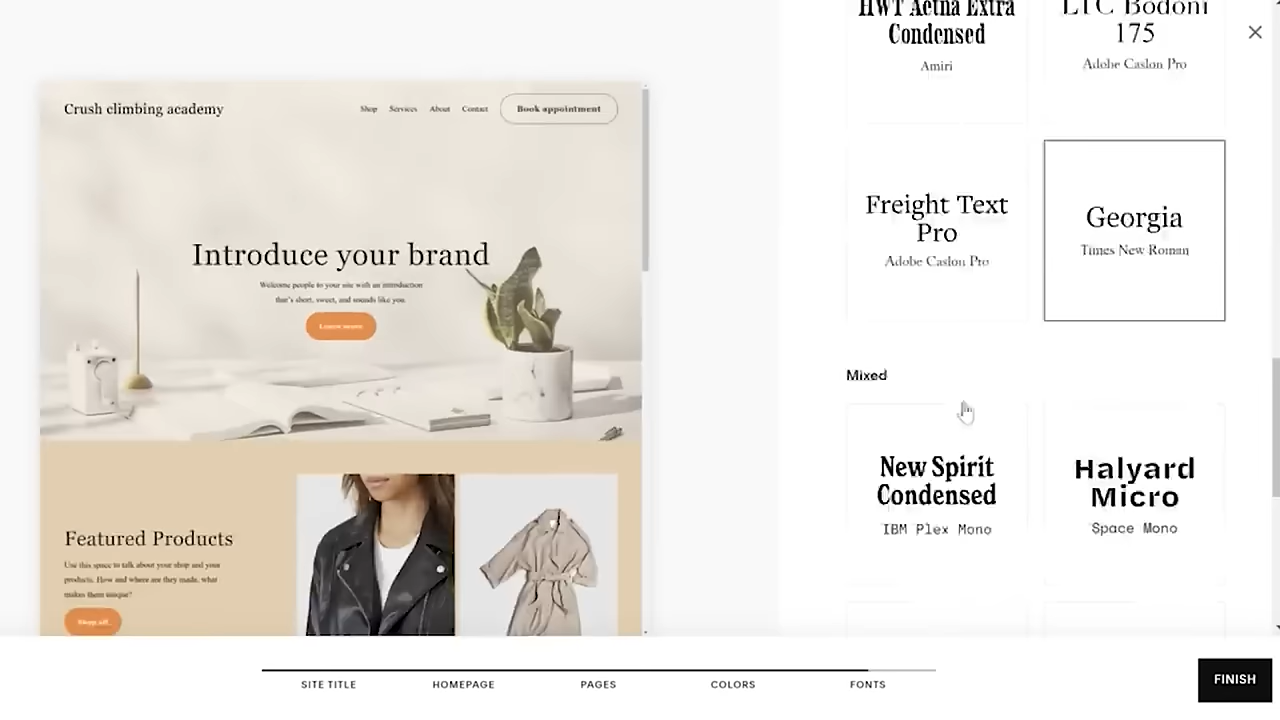 Crush climbing academy
Shop Services About Contact Book appointment
Introduce your brand
Welcome people to your site with an introduction
that's short, sweet, and sounds like you.
Learn more
Featured Products
Use this space to talk about your shop and your
products. How and where are they made, what
makes them unique?
Shop all
HWT Aetna Extra
Condensed
Amiri
LTC Bodoni
175
Adobe Caslon Pro
Freight Text
Pro
Adobe Caslon Pro
Georgia
Times New Roman
Mixed
New Spirit
Condensed
IBM Plex Mono
Halyard
Micro
Space Mono
SITE TITLE HOMEPAGE PAGES COLORS FONTS
FINISH